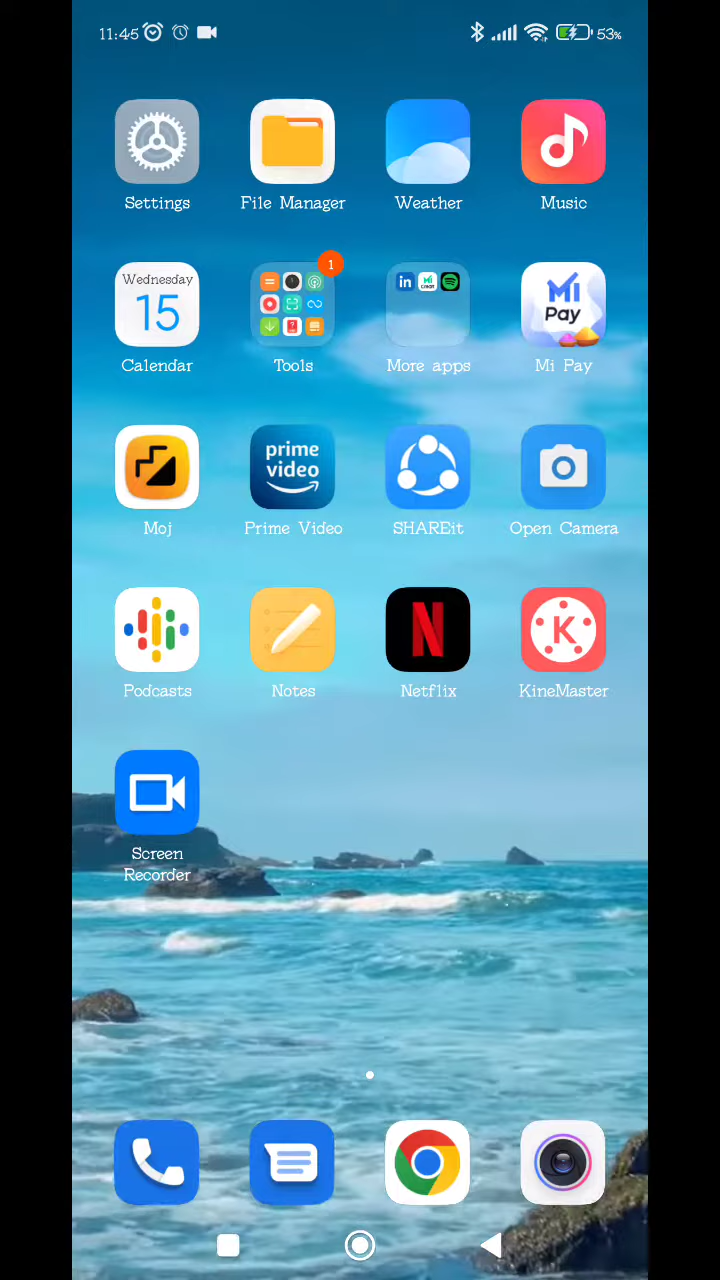 11:45
53%
Settings
File Manager
Weather
Music
Wednesday
15
1
Mi
Pay
Calendar
Tools
More apps
Mi Pay
prime
video
Moj
Prime Video
SHAREit
Open Camera
N
K
Podcasts
Notes
Netflix
KineMaster
Screen
Recorder